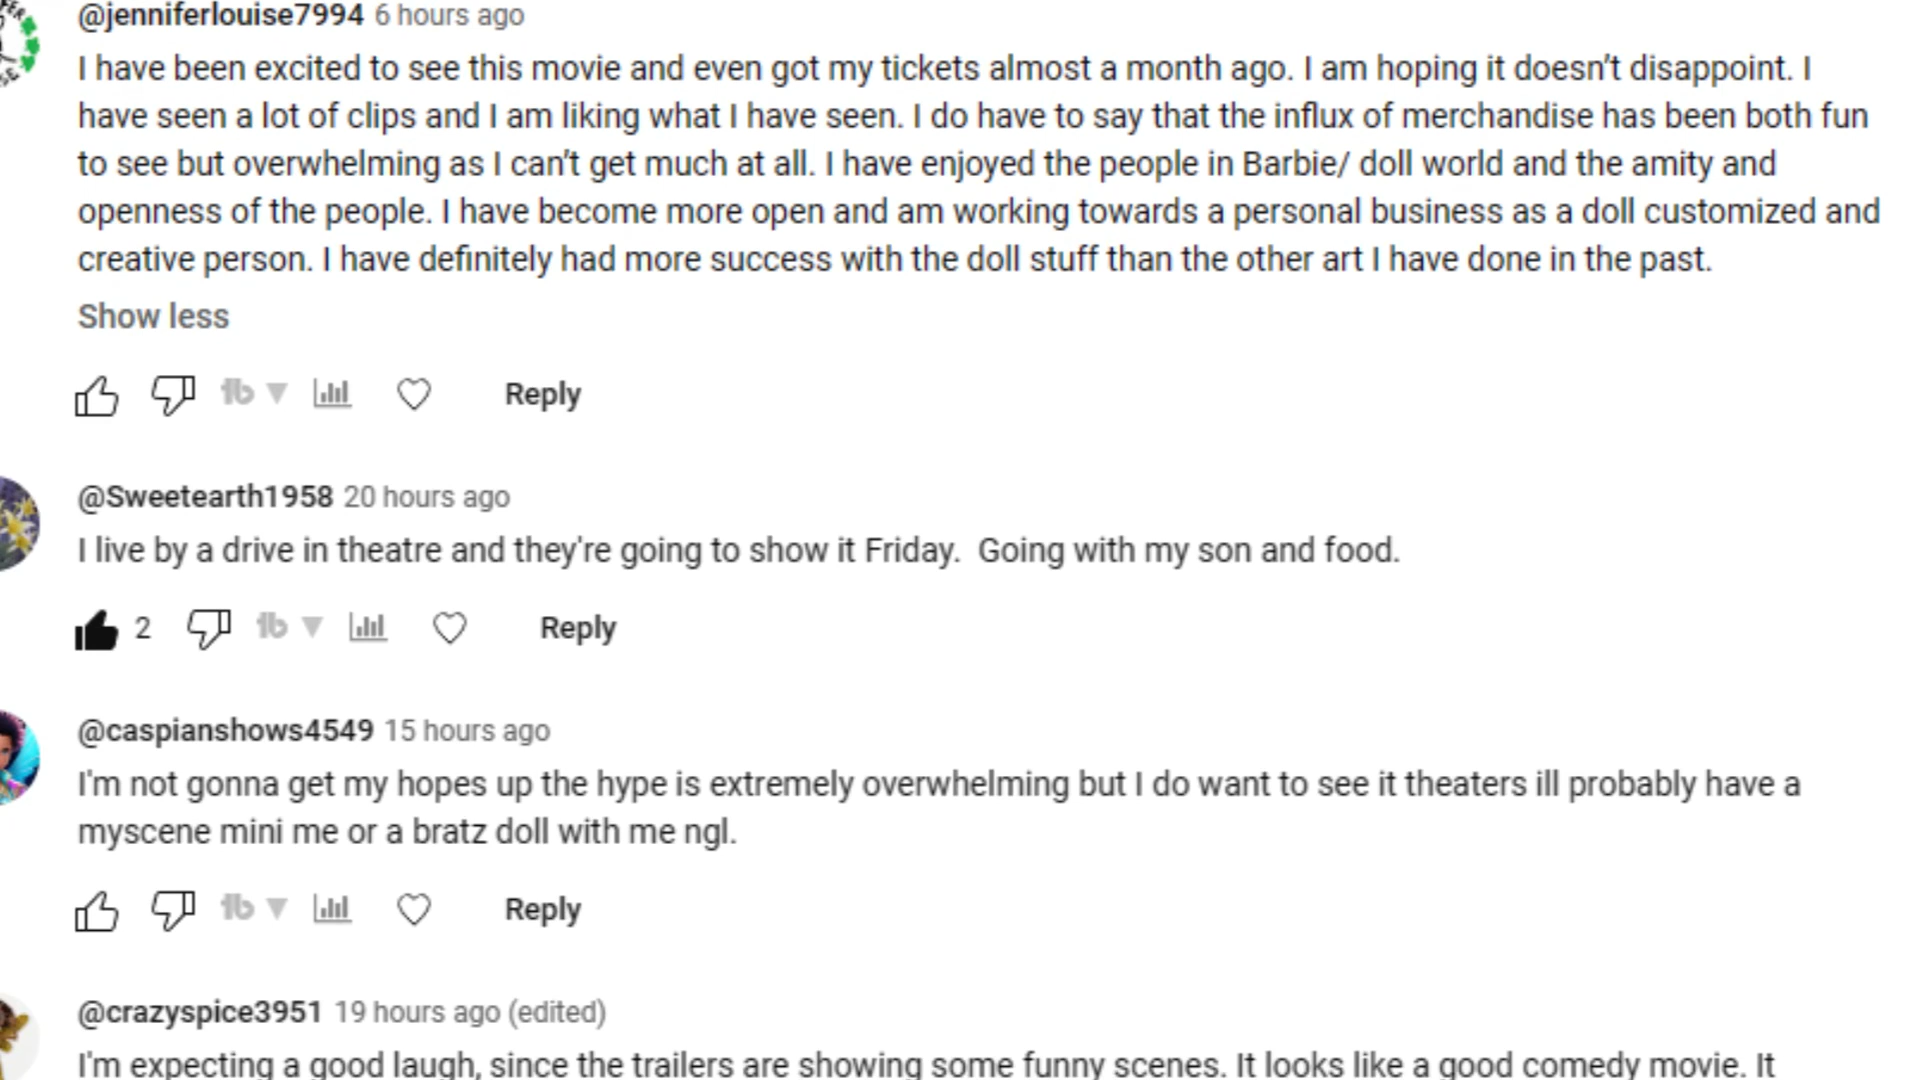 @jenniferlouise7994 6 hours ago
I have been excited to see this movie and even got my tickets almost a month ago. I am hoping it doesn’t disappoint. I
have seen a lot of clips and I am liking what I have seen. I do have to say that the influx of merchandise has been both fun
to see but overwhelming as I can’t get much at all. I have enjoyed the people in Barbie/ doll world and the amity and
openness of the people. I have become more open and am working towards a personal business as a doll customized and
creative person. I have definitely had more success with the doll stuff than the other art I have done in the past.
Show less
Reply
@Sweetearth1958 20 hours ago
I live by a drive in theatre and they're going to show it Friday.  Going with my son and food.
2 Reply
@caspianshows4549 15 hours ago
I'm not gonna get my hopes up the hype is extremely overwhelming but I do want to see it theaters ill probably have a
myscene mini me or a bratz doll with me ngl.
Reply
@crazyspice3951 19 hours ago (edited)
I'm expecting a good laugh, since the trailers are showing some funny scenes. It looks like a good comedy movie. It